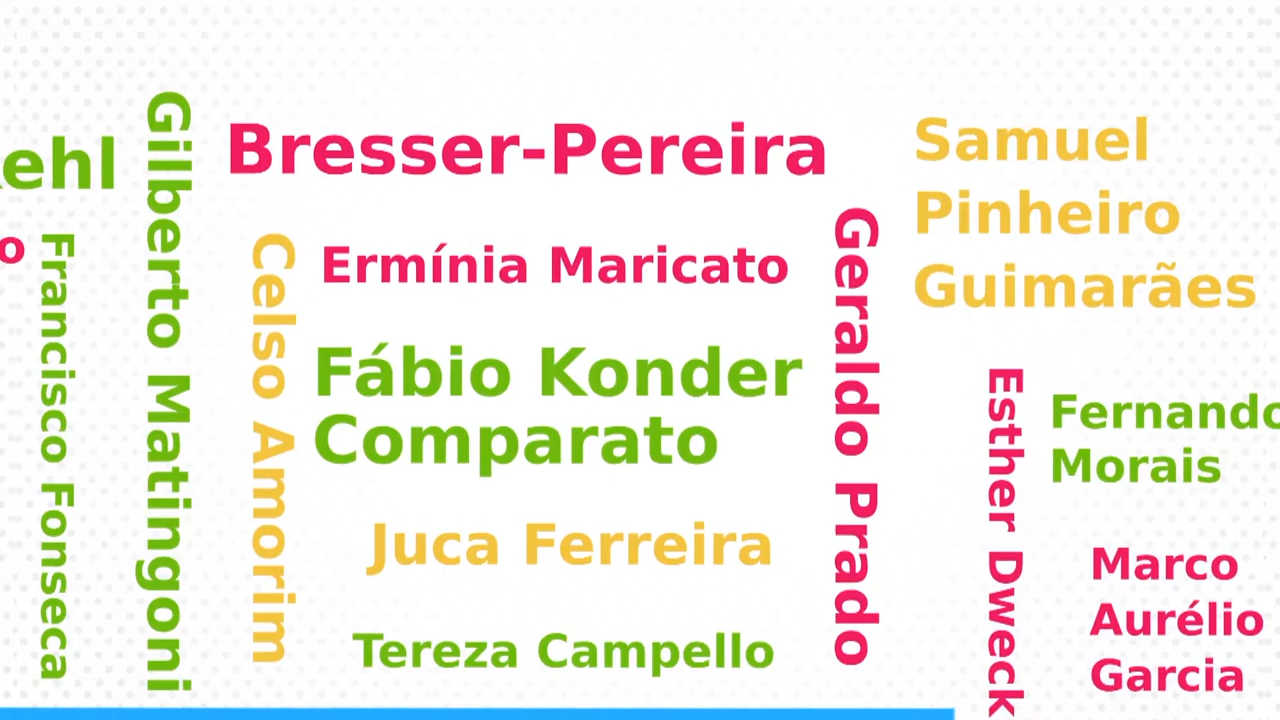 ehl
o
Francisco Fonseca
Gilberto Matingoni
Bresser-Pereira
Celso Amorim
Ermínia Maricato
Fábio Konder
Comparato
Juca Ferreira
Tereza Campello
Geraldo Prado
Samuel
Pinheiro
Guimarães
Esther Dweck
Fernando
Morais
Marco
Aurélio
Garcia